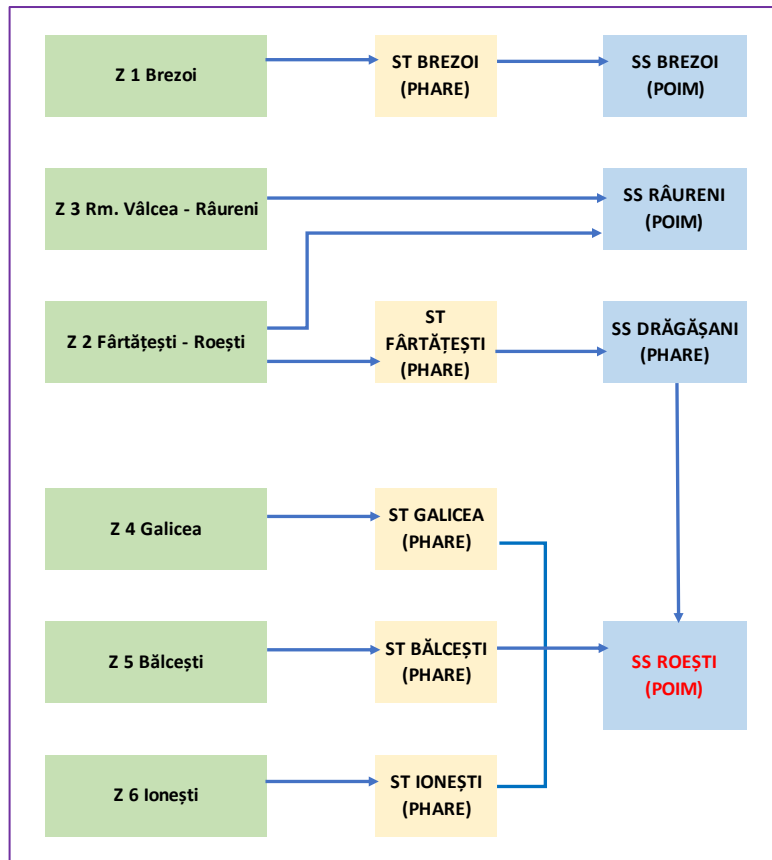 Z 1 Brezoi
ST BREZOI
(PHARE)
SS BREZOI
(POIM)
Z 3 Rm. Vâlcea - Râureni
SS RÂURENI
(POIM)
Z 2 Fârtățești - Roești
ST
FÂRTĂȚEȘTI
(PHARE)
SS DRĂGĂȘANI
(PHARE)
Z 4 Galicea
ST GALICEA
(PHARE)
Z 5 Bălcești
ST BĂLCEȘTI
(PHARE)
SS ROEȘTI
(POIM)
Z 6 Ionești
ST IONEȘTI
(PHARE)